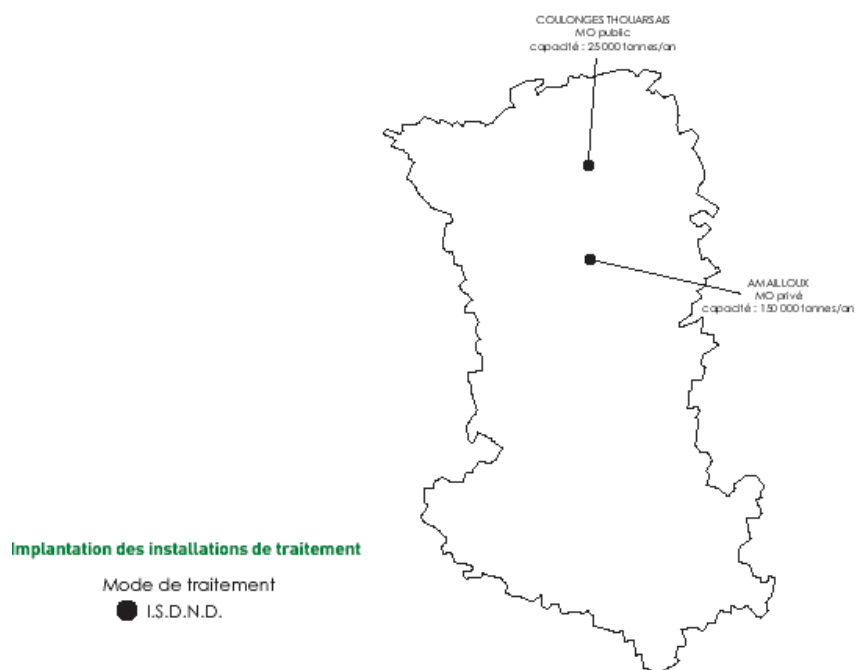 COULONGES THOUARSAIS
MO public
capacité : 25 000 tonnes/an
AMAILLOUX
MO privé
capacité : 150 000 tonnes/an
Implantation des installations de traitement
Mode de traitement
I.S.D.N.D.